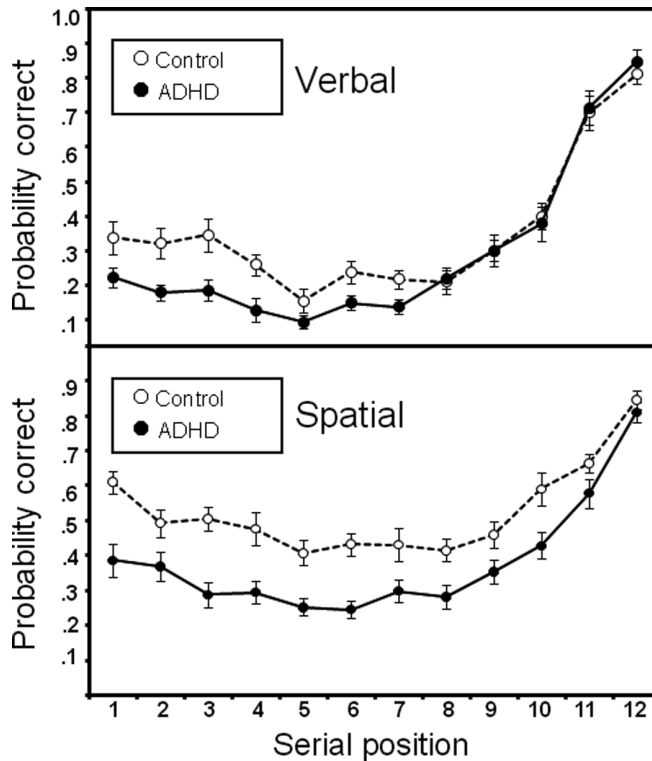 1.0
.9
.8
.7
.6
.5
.4
.3
.2
.1
Probability correct
Control
ADHD
Verbal
.9
.8
.7
.6
.5
.4
.3
.2
.1
Probability correct
Control
ADHD
Spatial
1 2 3 4 5 6 7 8 9 10 11 12
Serial position